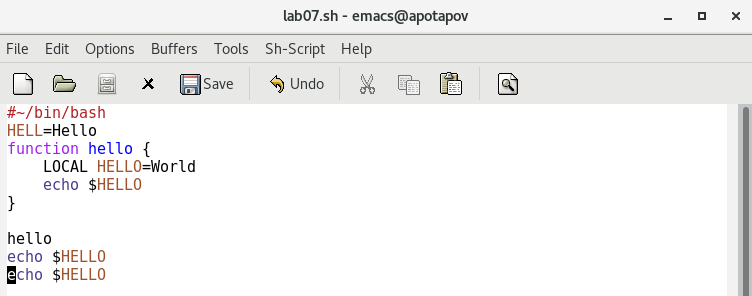 lab07.sh - emacs@apotapov
File Edit Options Buffers Tools Sh-Script Help
Save Undo
#~/bin/bash
HELL=Hello
function hello {
    LOCAL HELLO=World
    echo $HELLO
}
hello
echo $HELLO
echo $HELLO